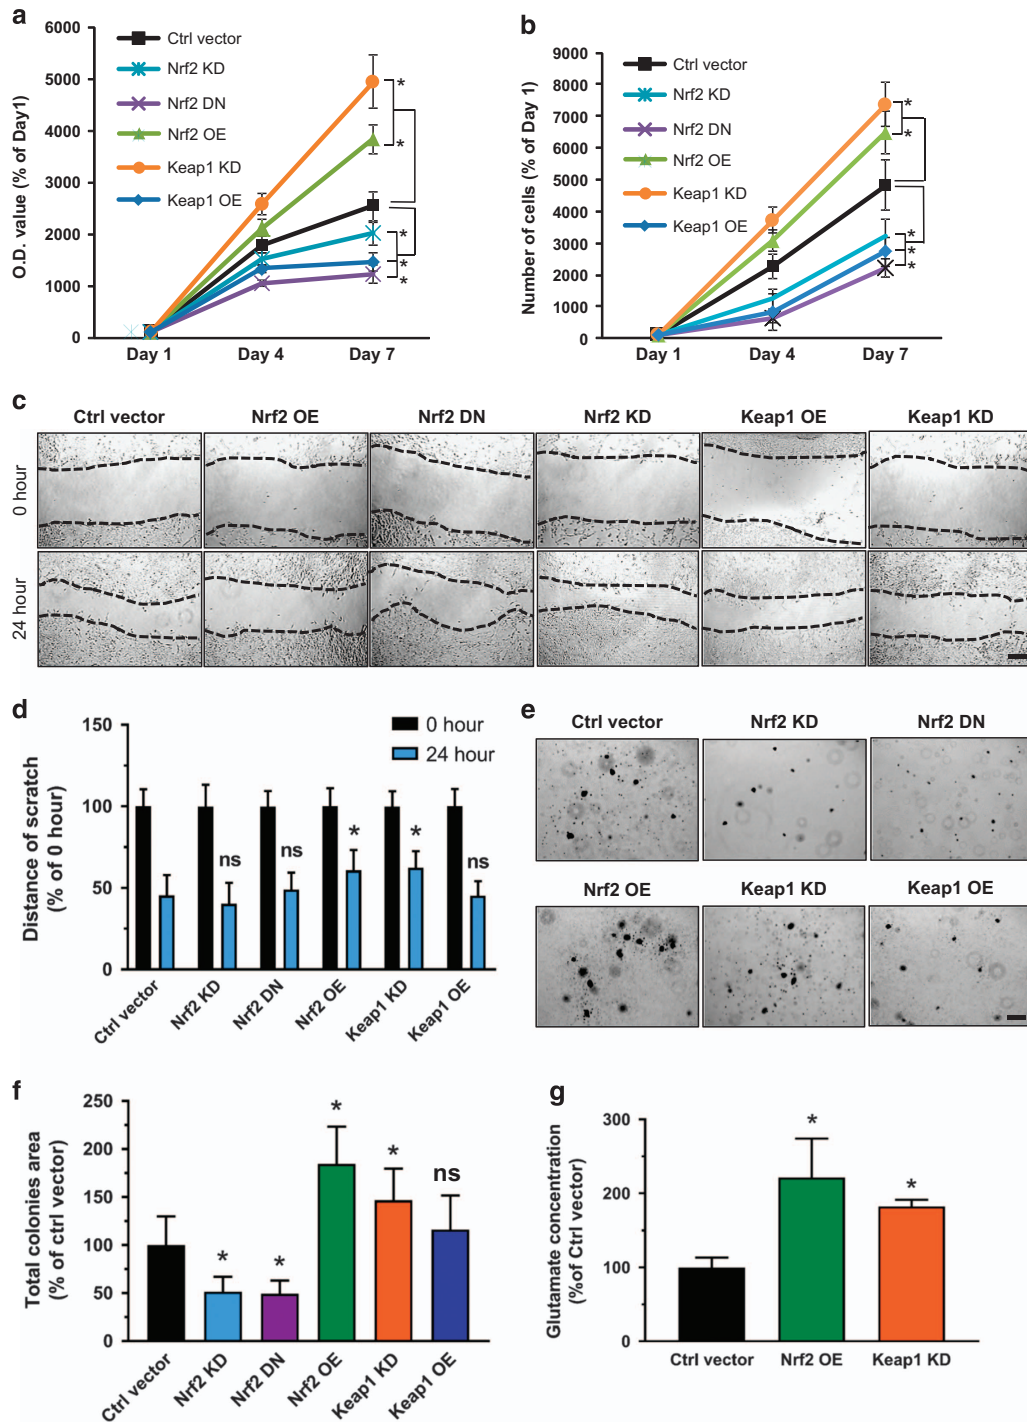 a
O.D. value (% of Day1)
6000
5000
4000
3000
2000
1000
0
Ctrl vector
Nrf2 KD
Nrf2 DN
Nrf2 OE
Keap1 KD
Keap1 OE
*
*
*
*
*
Day 1
Day 4
Day 7
b
Number of cells (% of Day 1)
9000
8000
7000
6000
5000
4000
3000
2000
1000
0
Ctrl vector
Nrf2 KD
Nrf2 DN
Nrf2 OE
Keap1 KD
Keap1 OE
*
*
*
*
*
Day 1
Day 4
Day 7
c
Ctrl vector
Nrf2 OE
Nrf2 DN
Nrf2 KD
Keap1 OE
Keap1 KD
0 hour
24 hour
d
Distance of scratch
(% of 0 hour)
150
100
50
0
0 hour
24 hour
ns
ns
*
*
ns
Ctrl vector
Nrf2 KD
Nrf2 DN
Nrf2 OE
Keap1 KD
Keap1 OE
e
Ctrl vector
Nrf2 KD
Nrf2 DN
Nrf2 OE
Keap1 KD
Keap1 OE
f
Total colonies area
(% of ctrl vector)
250
200
150
100
50
0
*
*
*
*
ns
Ctrl vector
Nrf2 KD
Nrf2 DN
Nrf2 OE
Keap1 KD
Keap1 OE
g
Glutamate concentration
(%of Ctrl vector)
300
200
100
0
*
*
Ctrl vector
Nrf2 OE
Keap1 KD